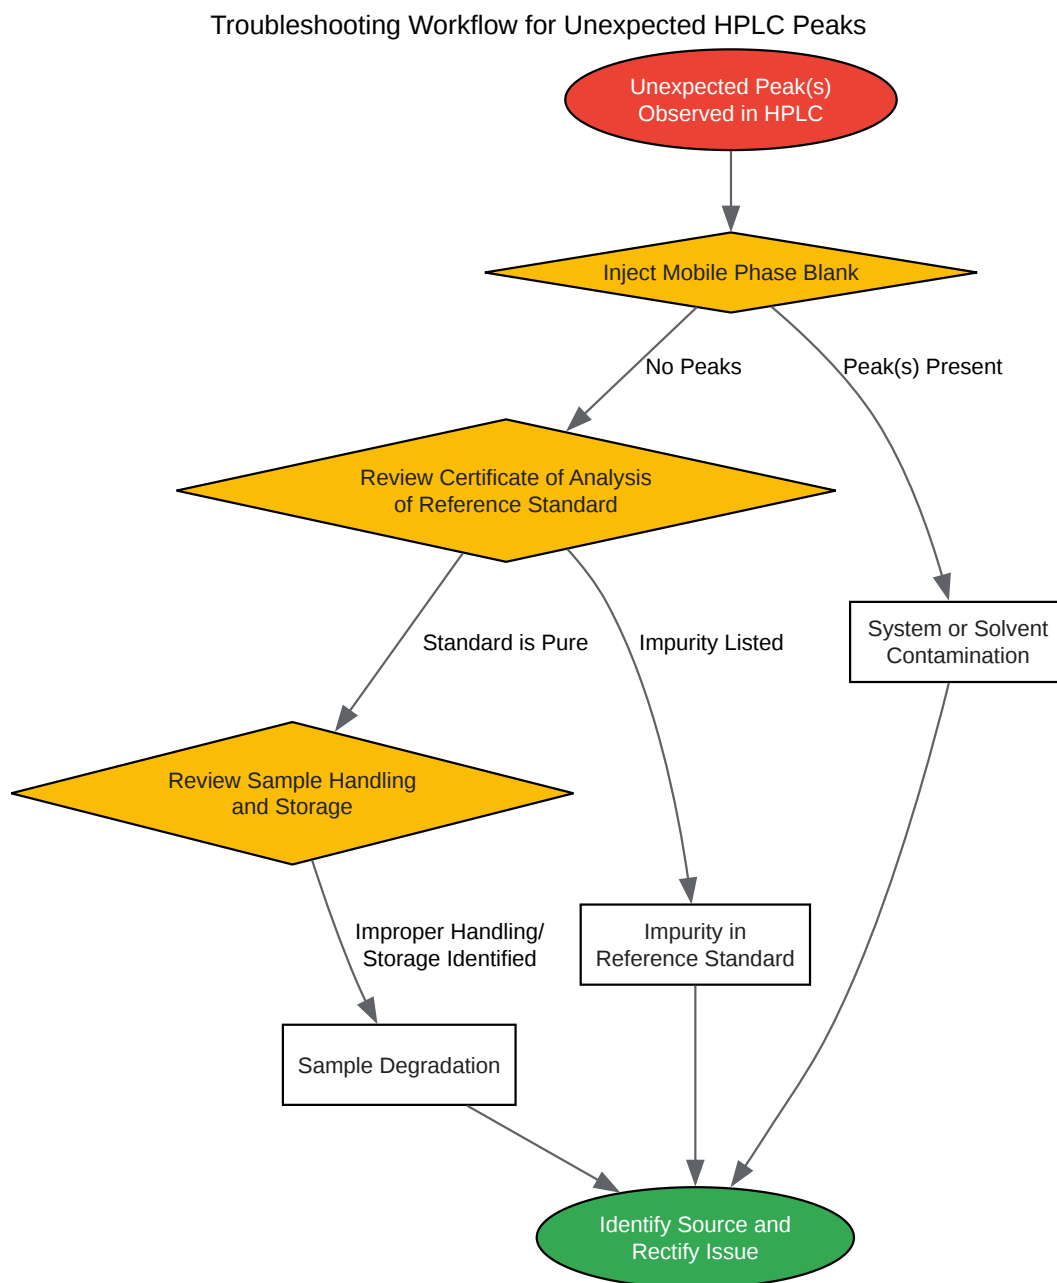 Troubleshooting Workflow for Unexpected HPLC Peaks
Unexpected Peak(s)
Observed in HPLC
Inject Mobile Phase Blank
No Peaks
Peak(s) Present
Review Certificate of Analysis
of Reference Standard
Standard is Pure
Impurity Listed
System or Solvent
Contamination
Review Sample Handling
and Storage
Improper Handling/
Storage Identified
Impurity in
Reference Standard
Sample Degradation
Identify Source and
Rectify Issue